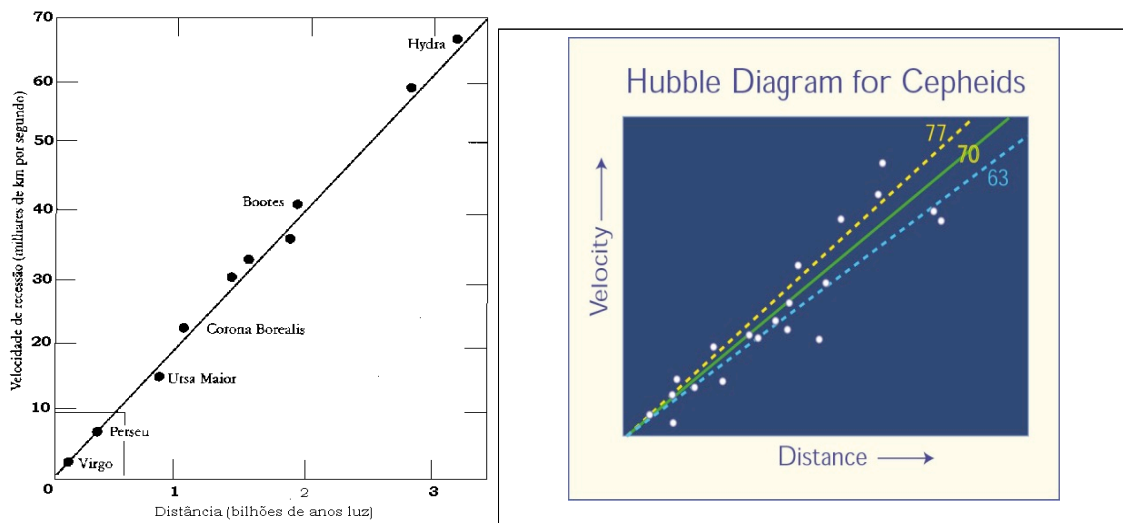 70
60
50
40
30
20
10
0
Velocidade de recessão (milhares de km por segundo)
Hydra
Bootes
Corona Borealis
Ursa Maior
Perseu
Virgo
0
1
2
3
Distância (bilhões de anos luz)
Hubble Diagram for Cepheids
77
70
63
Velocity
Distance